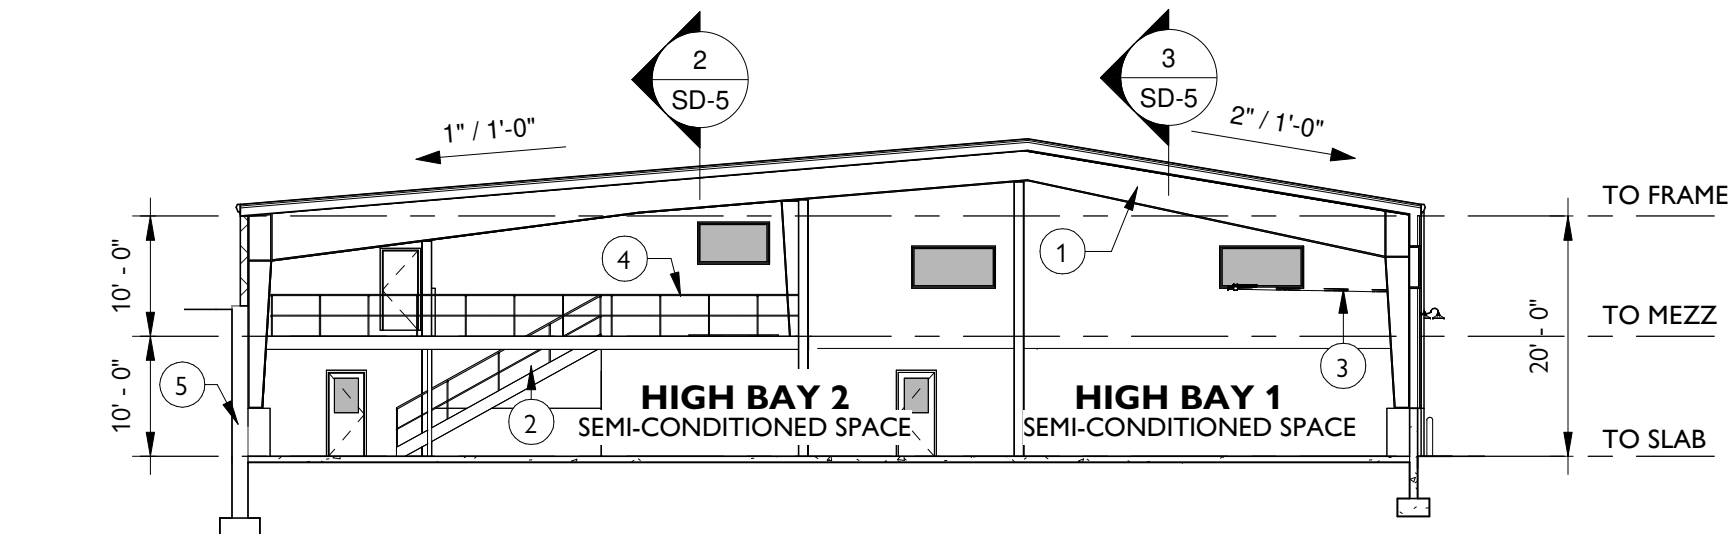 2
SD-5
3
SD-5
1" / 1'-0"
2" / 1'-0"
TO FRAME
10' - 0"
4
1
TO MEZZ
20' - 0"
10' - 0"
5
3
HIGH BAY 2
SEMI-CONDITIONED SPACE
HIGH BAY 1
SEMI-CONDITIONED SPACE
2
TO SLAB